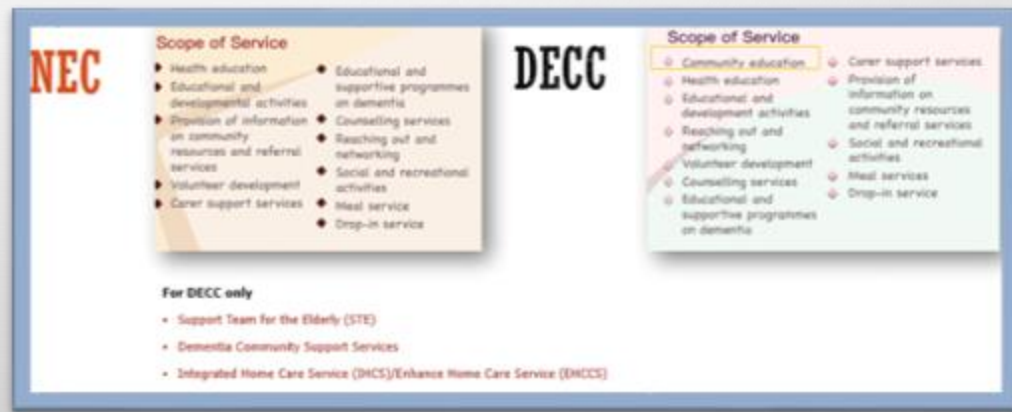 NEC
Scope of Service
Health education
Educational and
developmental activities
Provision of information
on community
resources and referral
services
Volunteer development
Carer support services
Educational and
supportive programmes
on dementia
Counselling services
Reaching out and
networking
Social and recreational
activities
Meal service
Drop-in service
DECC
Scope of Service
Community education
Health education
Educational and
development activities
Reaching out and
networking
Volunteer development
Counselling services
Educational and
supportive programmes
on dementia
Carer support services
Provision of
information on
community resources
and referral services
Social and recreational
activities
Meal services
Drop-in service
For DECC only
• Support Team for the Elderly (STE)
• Dementia Community Support Services
• Integrated Home Care Service (IHCS)/Enhance Home Care Service (EHCCS)